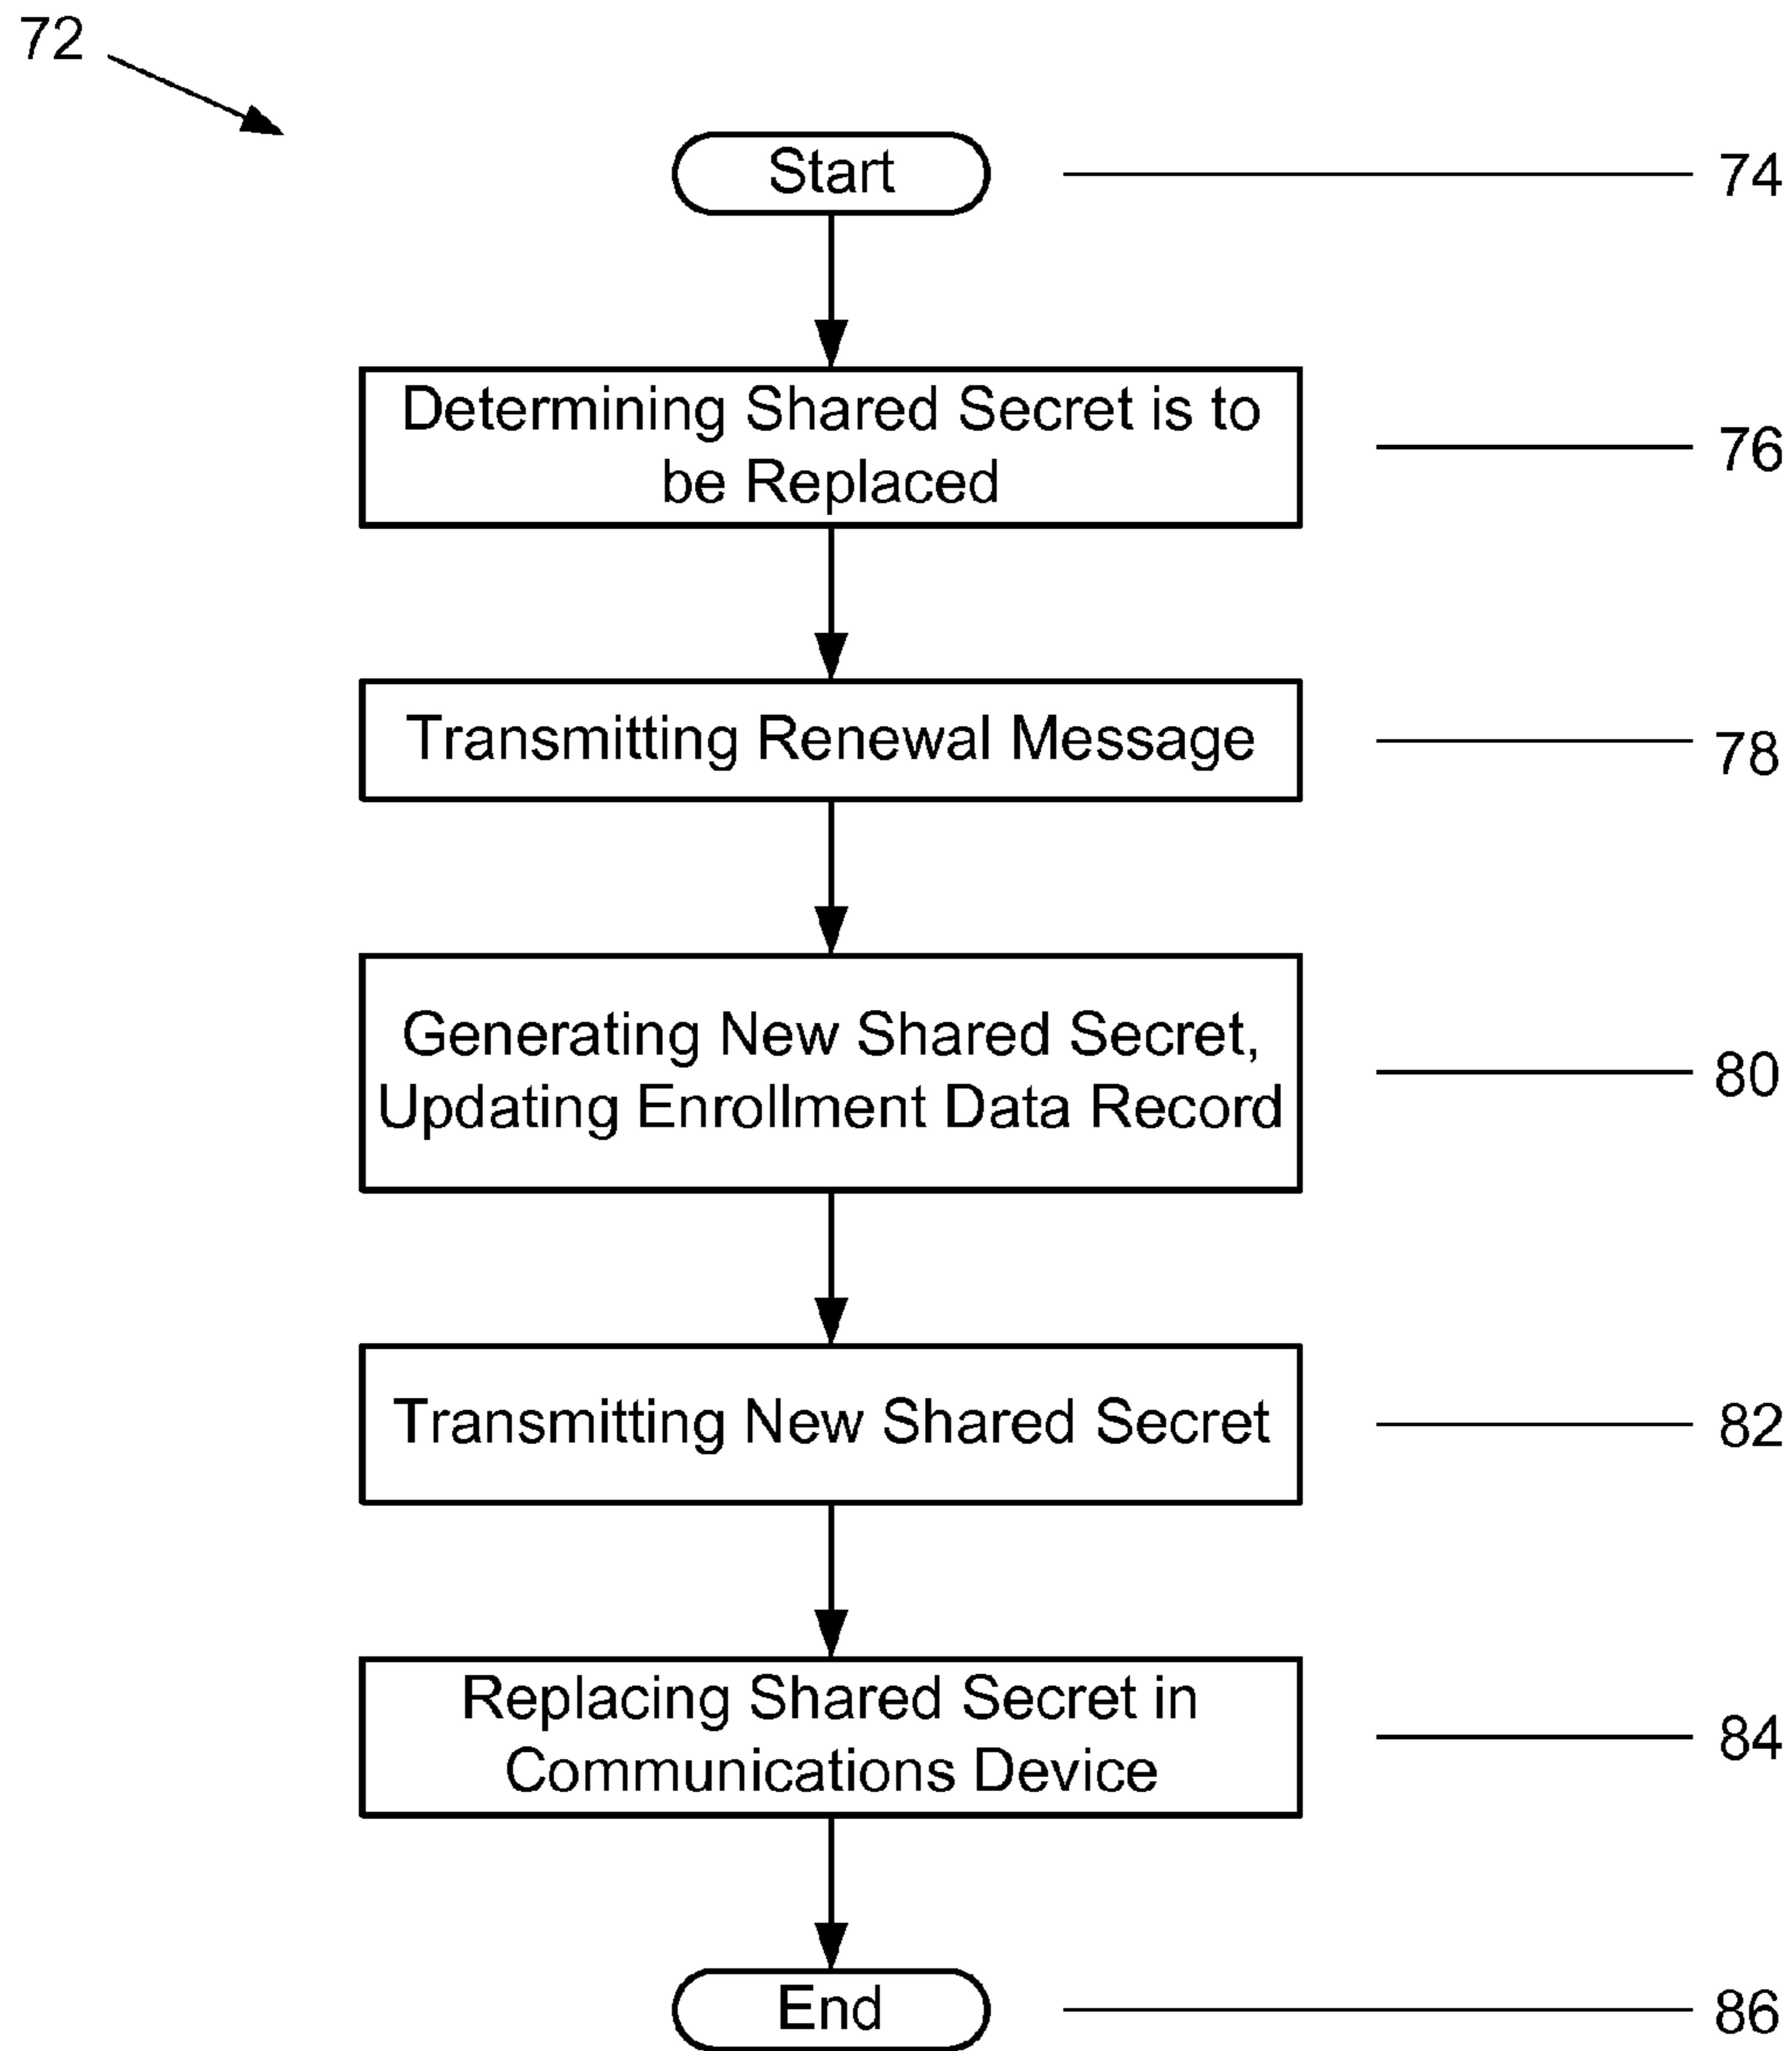 72
Start
74
Determining Shared Secret is to
be Replaced
76
Transmitting Renewal Message
78
Generating New Shared Secret,
Updating Enrollment Data Record
80
Transmitting New Shared Secret
82
Replacing Shared Secret in
Communications Device
84
End
86